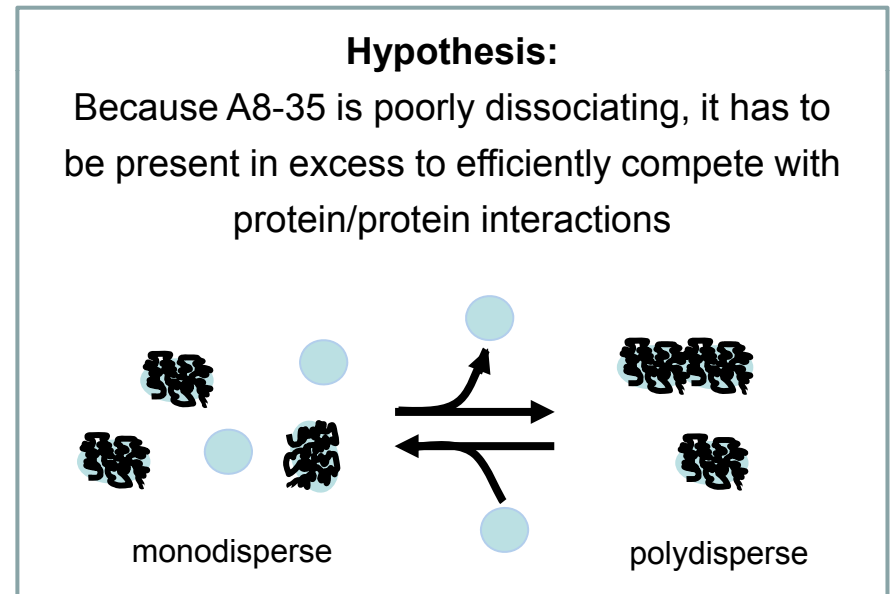 Hypothesis:
Because A8-35 is poorly dissociating, it has to
be present in excess to efficiently compete with
protein/protein interactions
monodisperse
polydisperse